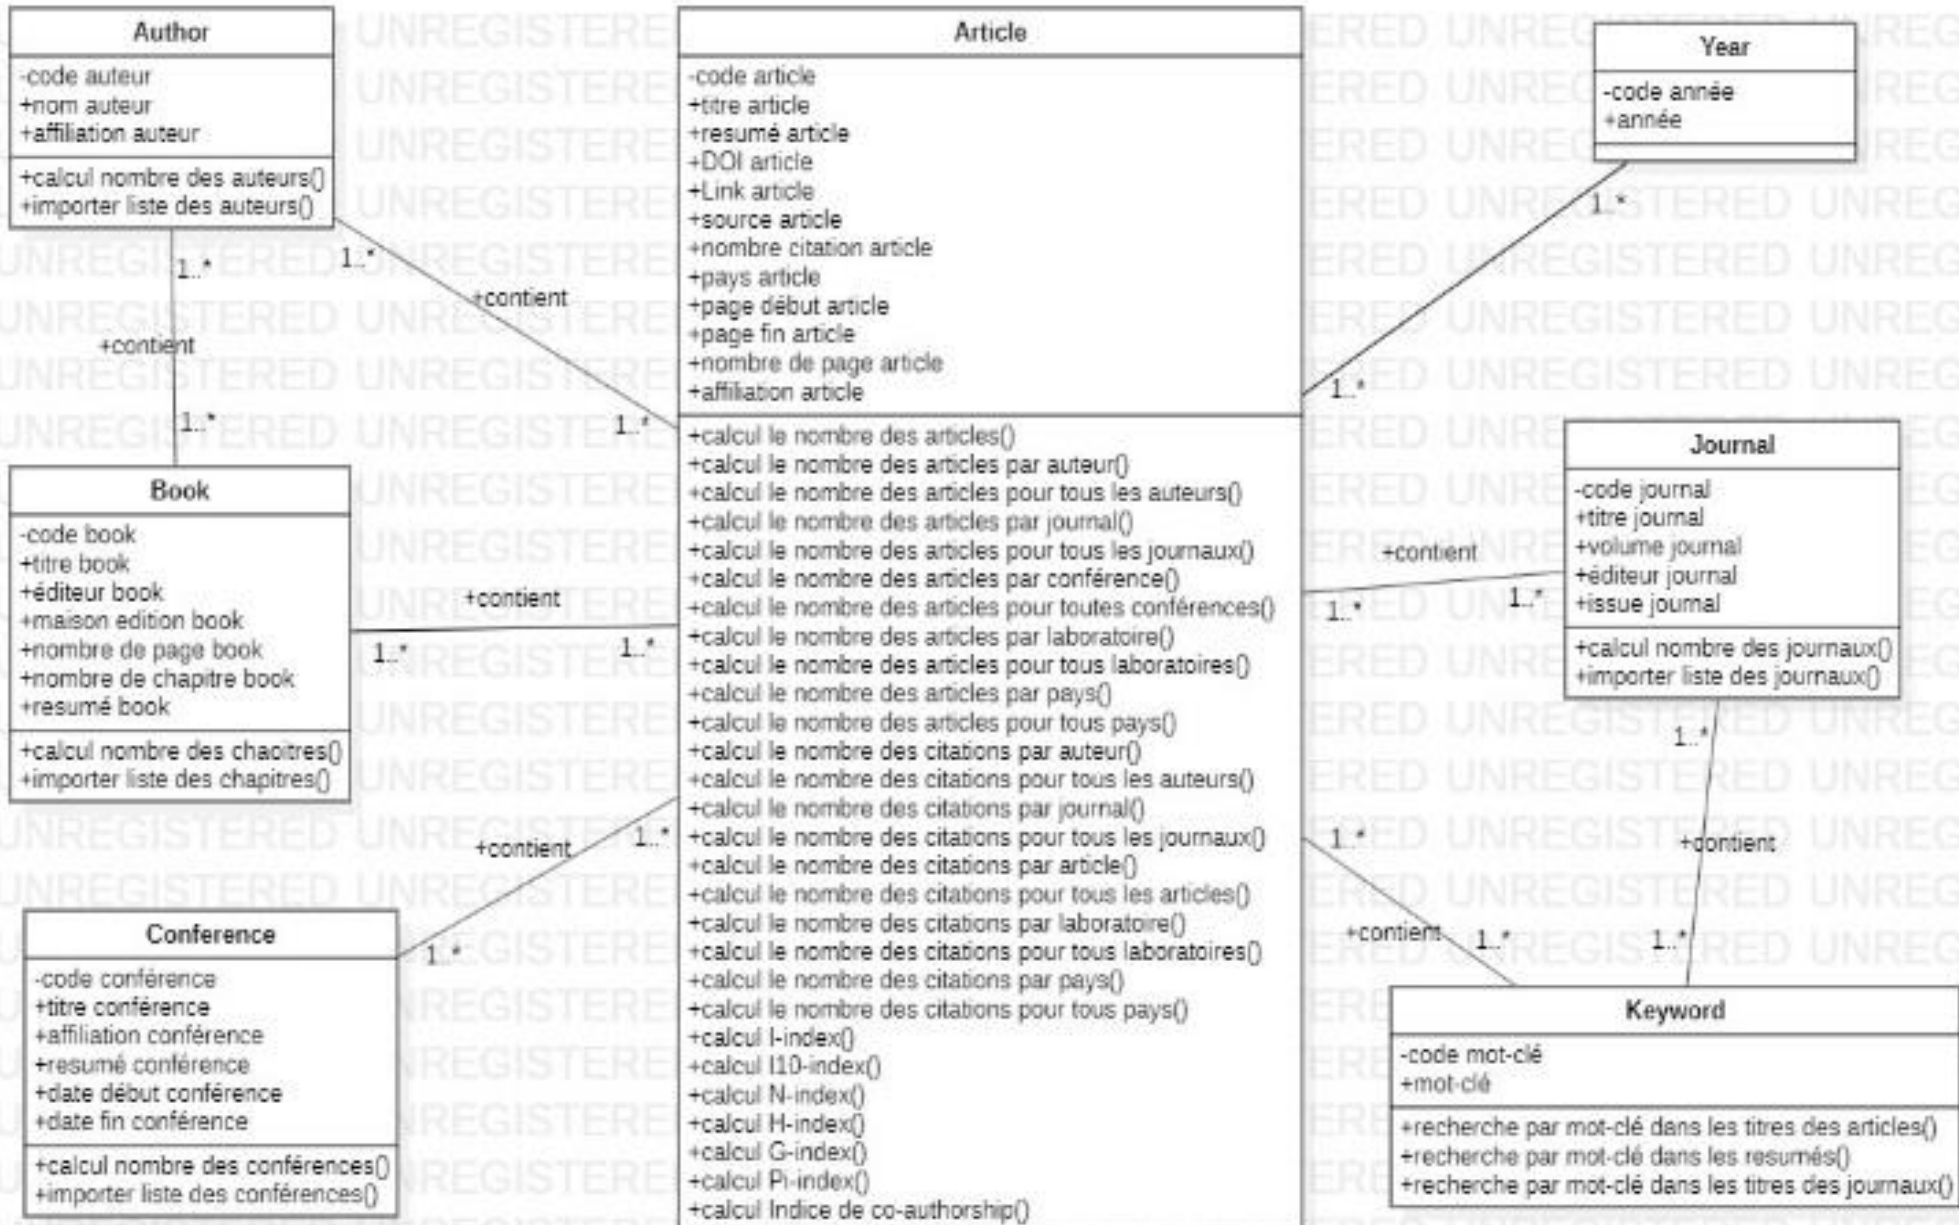 Author
-code auteur
+nom auteur
+affiliation auteur
+calcul nombre des auteurs()
+importer liste des auteurs()
1..*
+contient
1..*
1..*
+contient
1..*
Book
-code book
+titre book
+éditeur book
+maison edition book
+nombre de page book
+nombre de chapitre book
+resumé book
+calcul nombre des chaoitres()
+importer liste des chapitres()
+contient
1..*
1..*
Conference
-code conférence
+titre conférence
+affiliation conférence
+resumé conférence
+date début conférence
+date fin conférence
+calcul nombre des conférences()
+importer liste des conférences()
+contient
1..*
1..*
Article
-code article
+titre article
+resumé article
+DOI article
+Link article
+source article
+nombre citation article
+pays article
+page début article
+page fin article
+nombre de page article
+affiliation article
+calcul le nombre des articles()
+calcul le nombre des articles par auteur()
+calcul le nombre des articles pour tous les auteurs()
+calcul le nombre des articles par journal()
+calcul le nombre des articles pour tous les journaux()
+calcul le nombre des articles par conférence()
+calcul le nombre des articles pour toutes conférences()
+calcul le nombre des articles par laboratoire()
+calcul le nombre des articles pour tous laboratoires()
+calcul le nombre des articles par pays()
+calcul le nombre des articles pour tous pays()
+calcul le nombre des citations par auteur()
+calcul le nombre des citations pour tous les auteurs()
+calcul le nombre des citations par journal()
+calcul le nombre des citations pour tous les journaux()
+calcul le nombre des citations par article()
+calcul le nombre des citations pour tous les articles()
+calcul le nombre des citations par laboratoire()
+calcul le nombre des citations pour tous laboratoires()
+calcul le nombre des citations par pays()
+calcul le nombre des citations pour tous pays()
+calcul I-index()
+calcul I10-index()
+calcul N-index()
+calcul H-index()
+calcul G-index()
+calcul Pi-index()
+calcul Indice de co-authorship()
Year
-code année
+année
1..*
1..*
Journal
-code journal
+titre journal
+volume journal
+éditeur journal
+issue journal
+calcul nombre des journaux()
+importer liste des journaux()
+contient
1..*
1..*
1..*
+contient
1..*
1..*
+contient
1..*
Keyword
-code mot-clé
+mot-clé
+recherche par mot-clé dans les titres des articles()
+recherche par mot-clé dans les resumés()
+recherche par mot-clé dans les titres des journaux()
UNREGISTERED